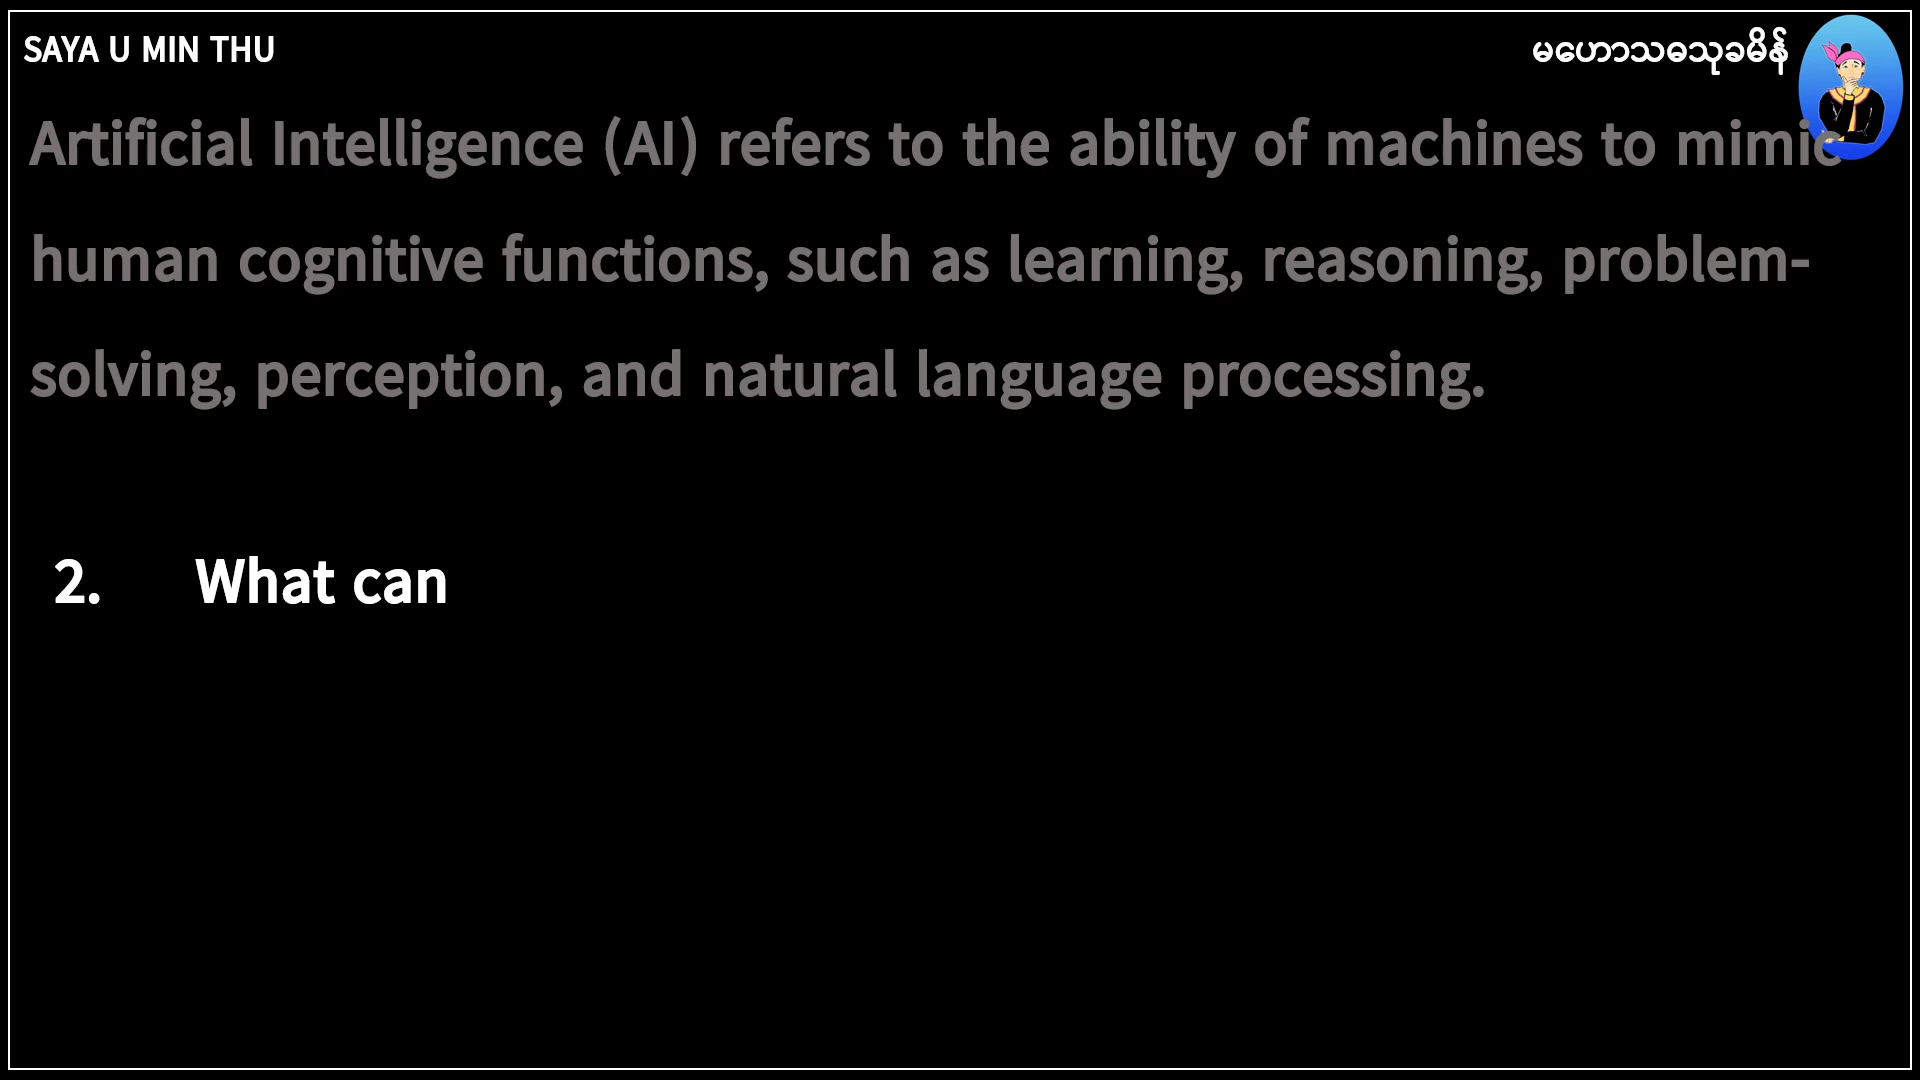 SAYA U MIN THU
မဟောသဓသုခမိန်
Artificial Intelligence (AI) refers to the ability of machines to mimic
human cognitive functions, such as learning, reasoning, problem-
solving, perception, and natural language processing.
2. What can